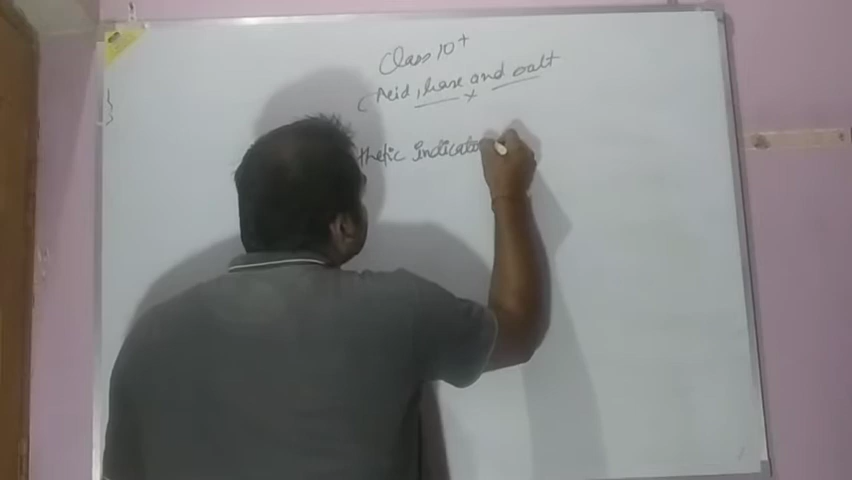 Class 10+
Acid, base and salt
thetic indicato